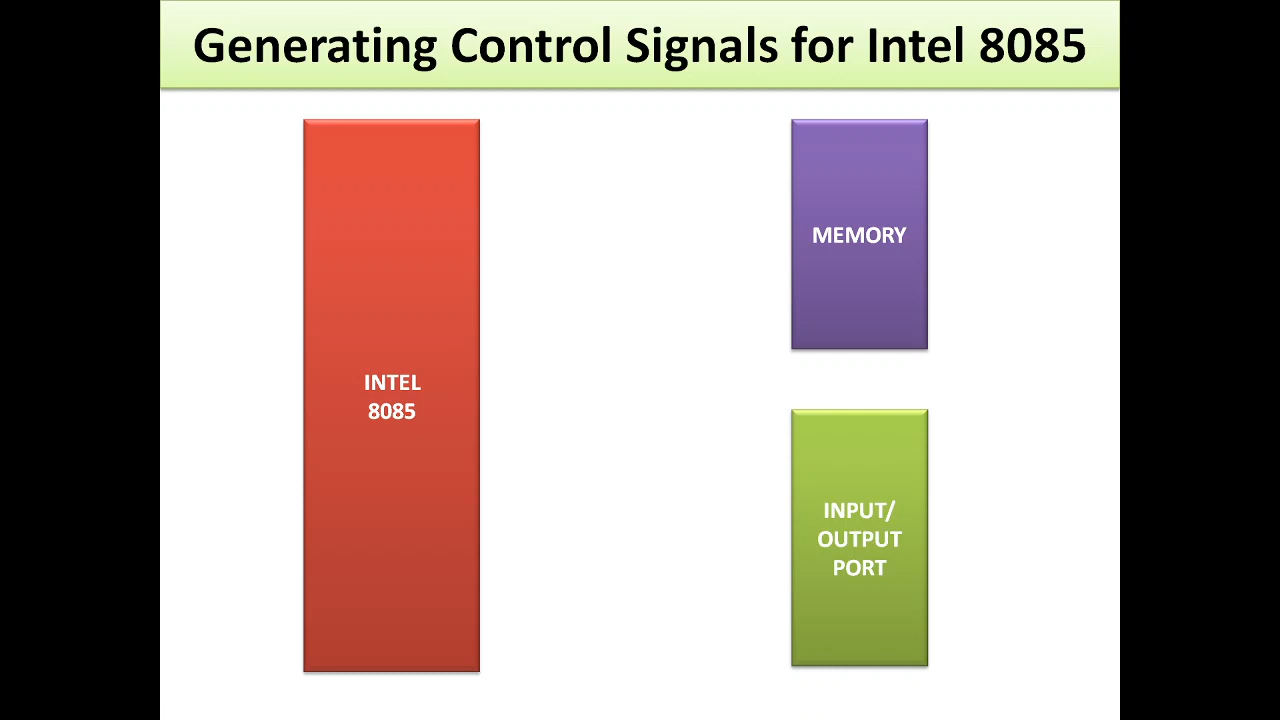 Generating Control Signals for Intel 8085
INTEL
8085
MEMORY
INPUT/
OUTPUT
PORT